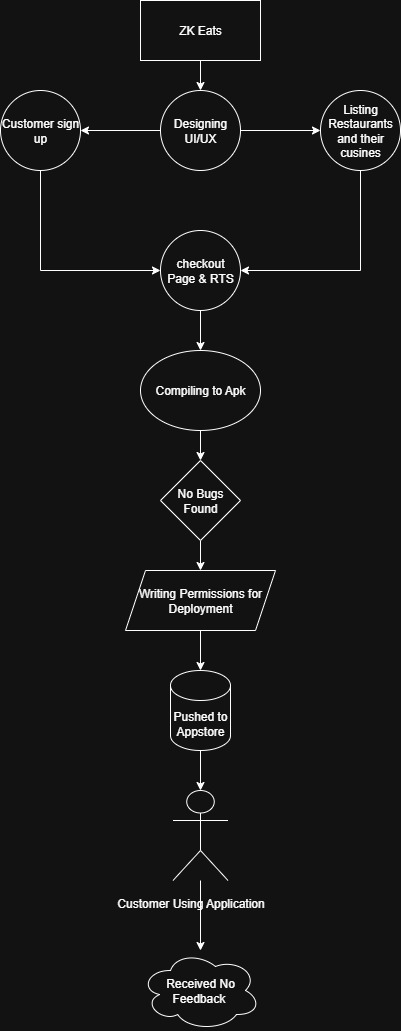 ZK Eats
Customer sign
up
Designing
UI/UX
Listing
Restaurants
and their
cusines
checkout
Page & RTS
Compiling to Apk
No Bugs
Found
Writing Permissions for
Deployment
Pushed to
Appstore
Customer Using Application
Received No
Feedback